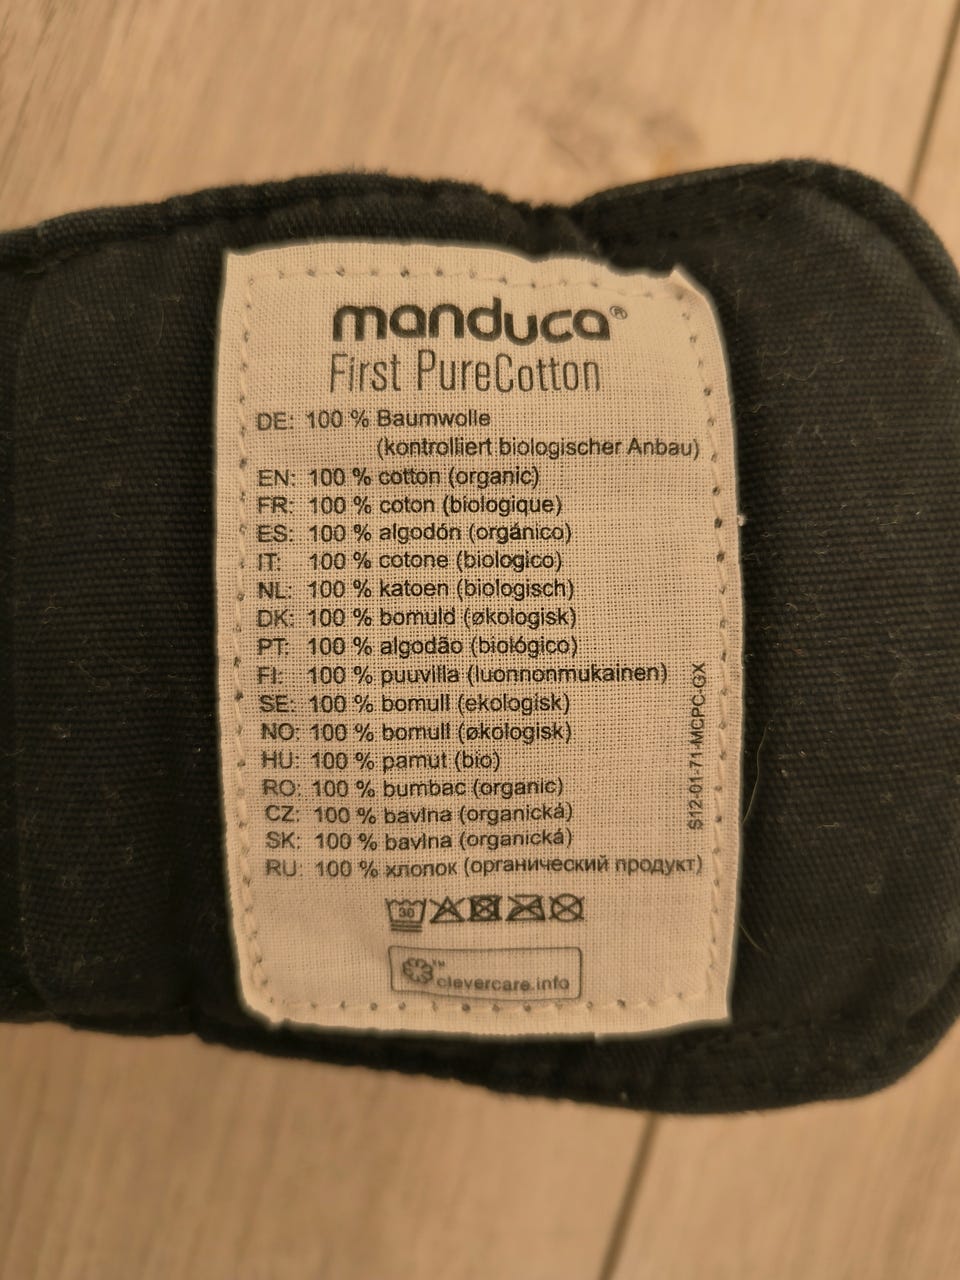 manduca®
First PureCotton
DE: 100 % Baumwolle
(kontrolliert biologischer Anbau)
EN: 100 % cotton (organic)
FR: 100 % coton (biologique)
ES: 100 % algodón (orgánico)
IT: 100 % cotone (biologico)
NL: 100 % katoen (biologisch)
DK: 100 % bomuld (økologisk)
PT: 100 % algodão (biológico)
FI: 100 % puuvilla (luonnonmukainen)
SE: 100 % bomull (ekologisk)
NO: 100 % bomull (økologisk)
HU: 100 % pamut (bio)
RO: 100 % bumbac (organic)
CZ: 100 % bavlna (organická)
SK: 100 % bavlna (organická)
RU: 100 % хлопок (органический продукт)
S12-01-71-MCPC-GX
30
™
clevercare.info